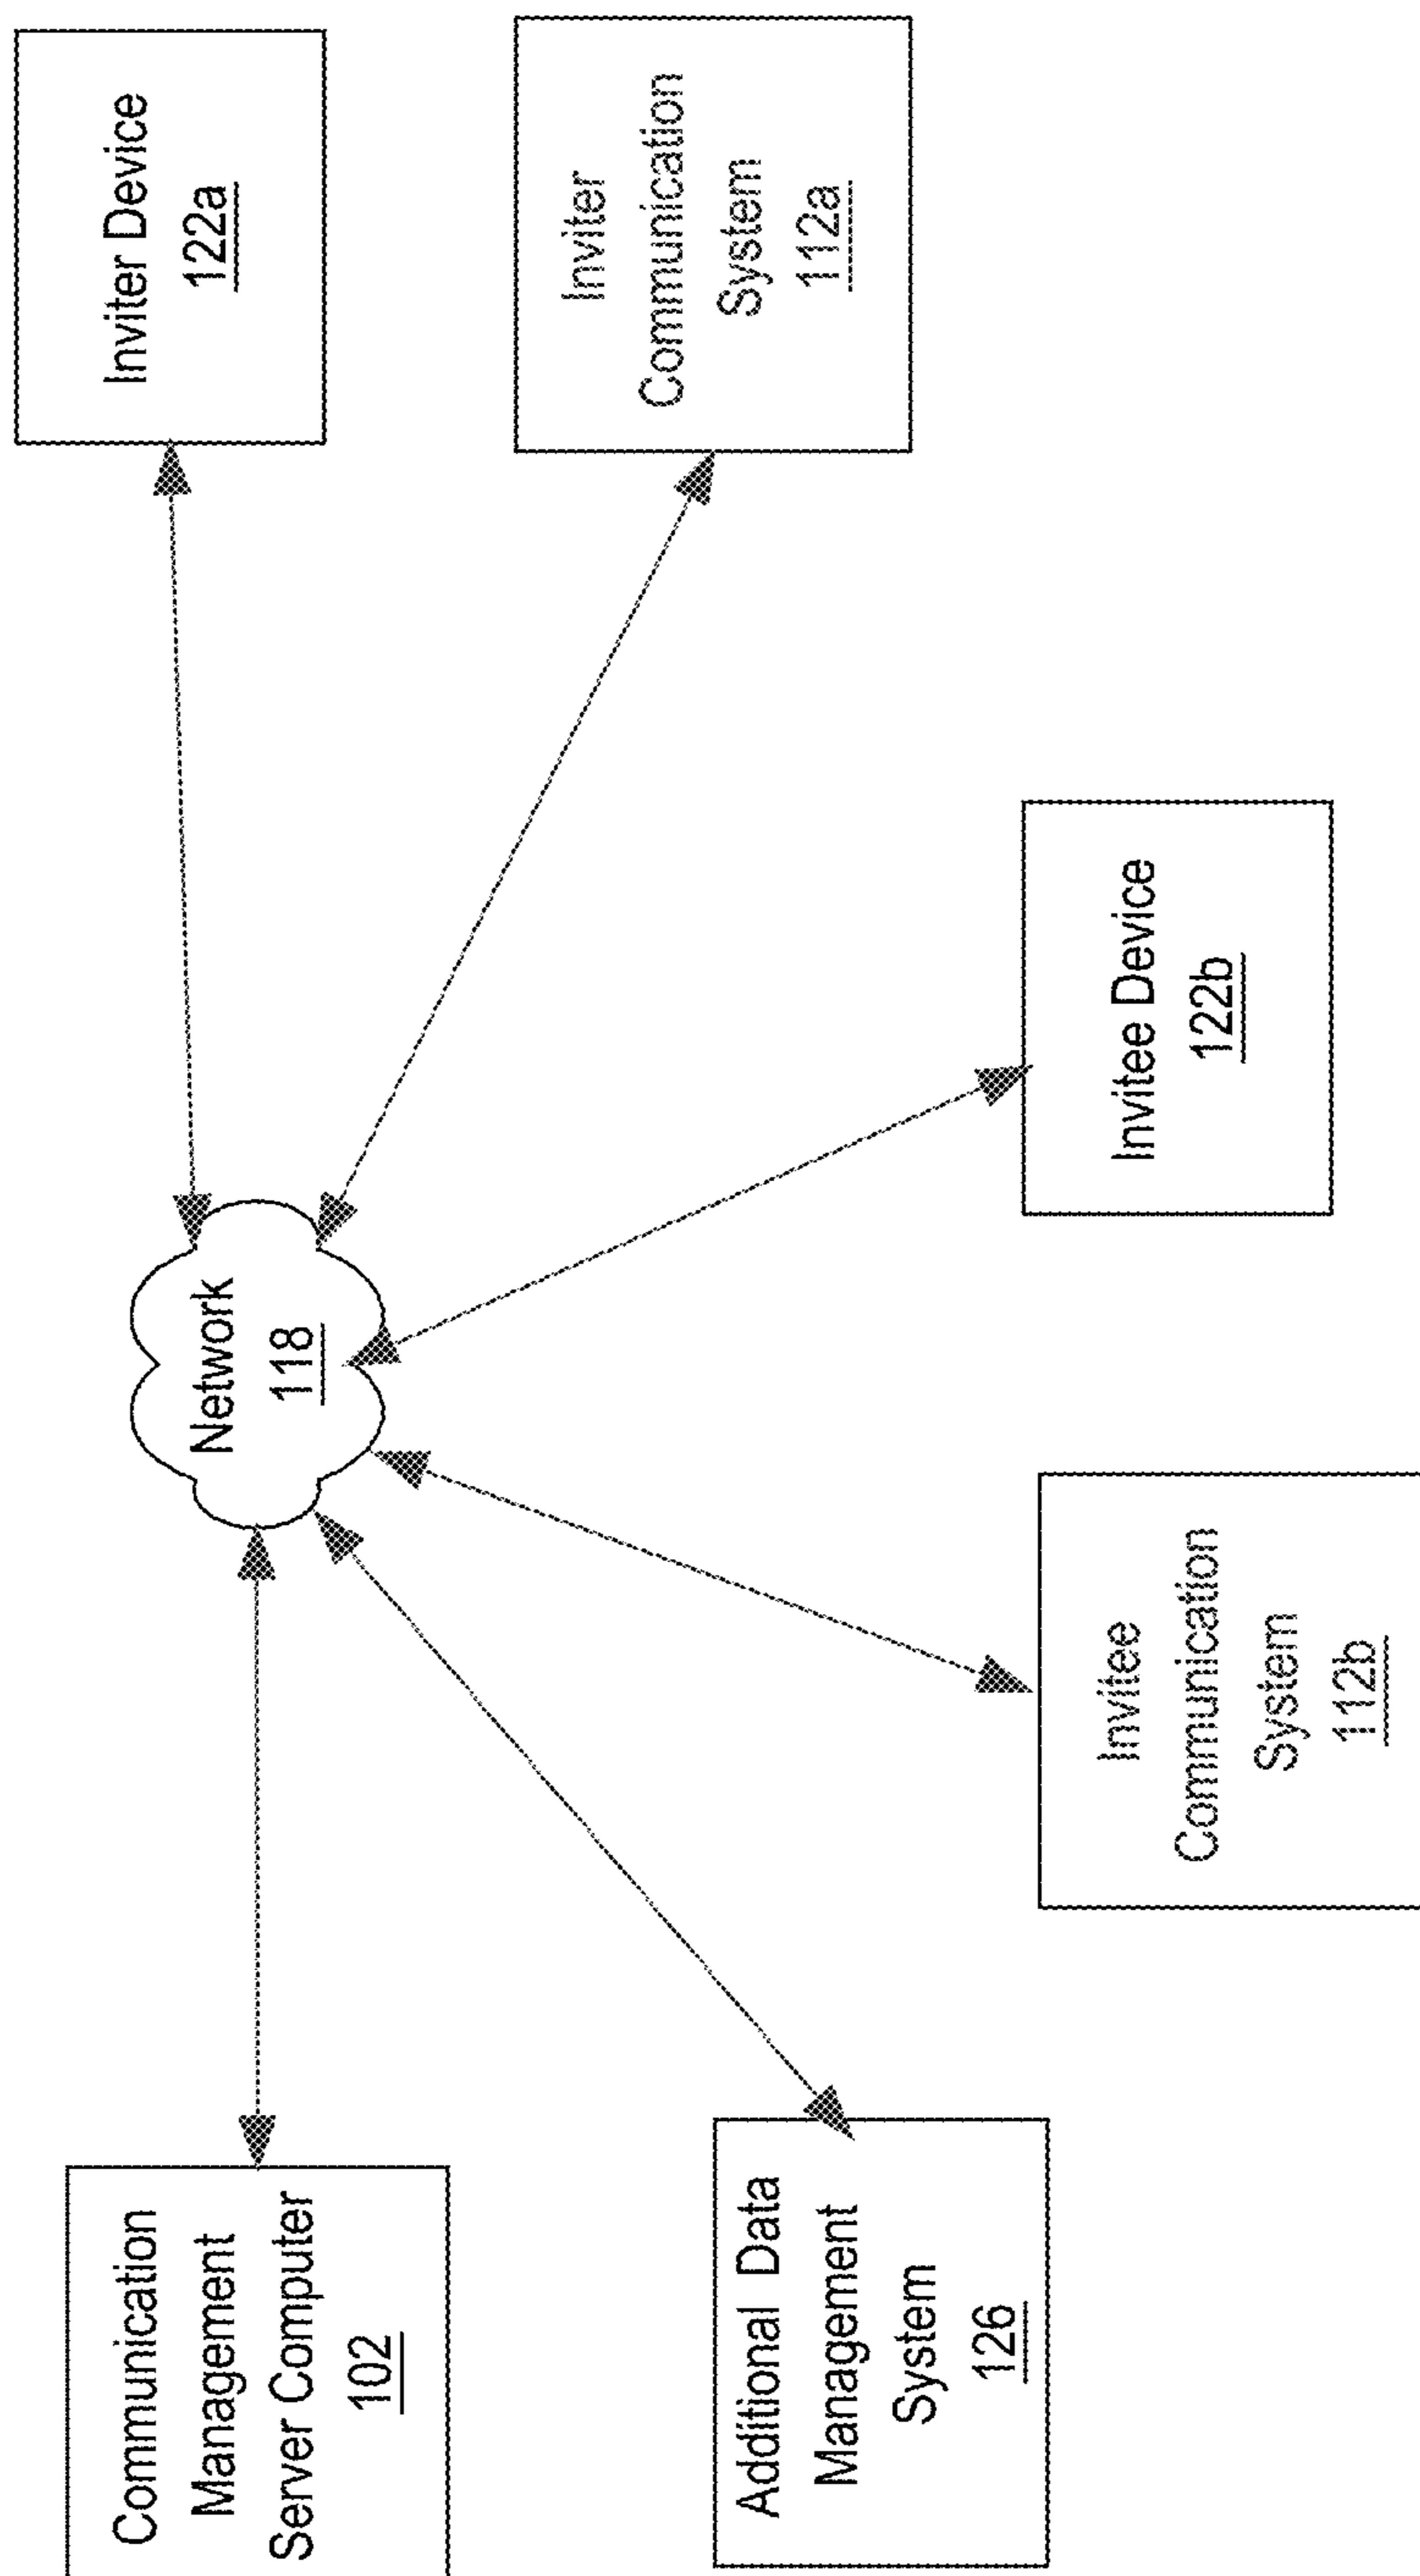 Communication
Management
Server Computer
102
Network
118
Inviter Device
122a
Inviter
Communication
System
112a
Additional Data
Management
System
126
Invitee
Communication
System
112b
Invitee Device
122b